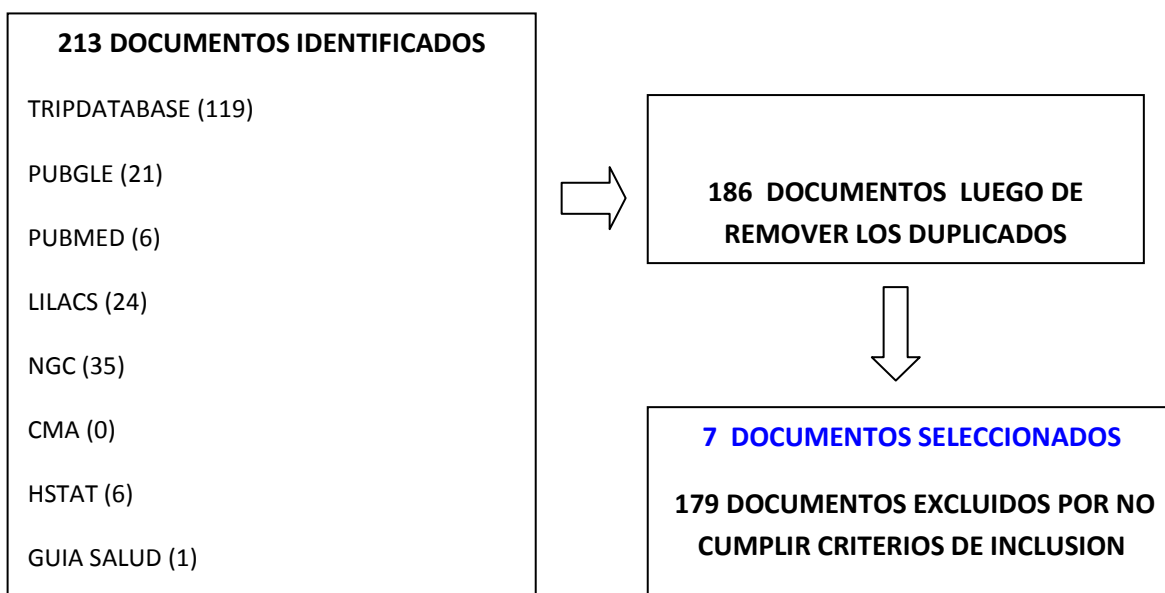 213 DOCUMENTOS IDENTIFICADOS
TRIPDATABASE (119)
PUBGLE (21)
PUBMED (6)
LILACS (24)
NGC (35)
CMA (0)
HSTAT (6)
GUIA SALUD (1)
186 DOCUMENTOS LUEGO DE
REMOVER LOS DUPLICADOS
7 DOCUMENTOS SELECCIONADOS
179 DOCUMENTOS EXCLUIDOS POR NO
CUMPLIR CRITERIOS DE INCLUSION